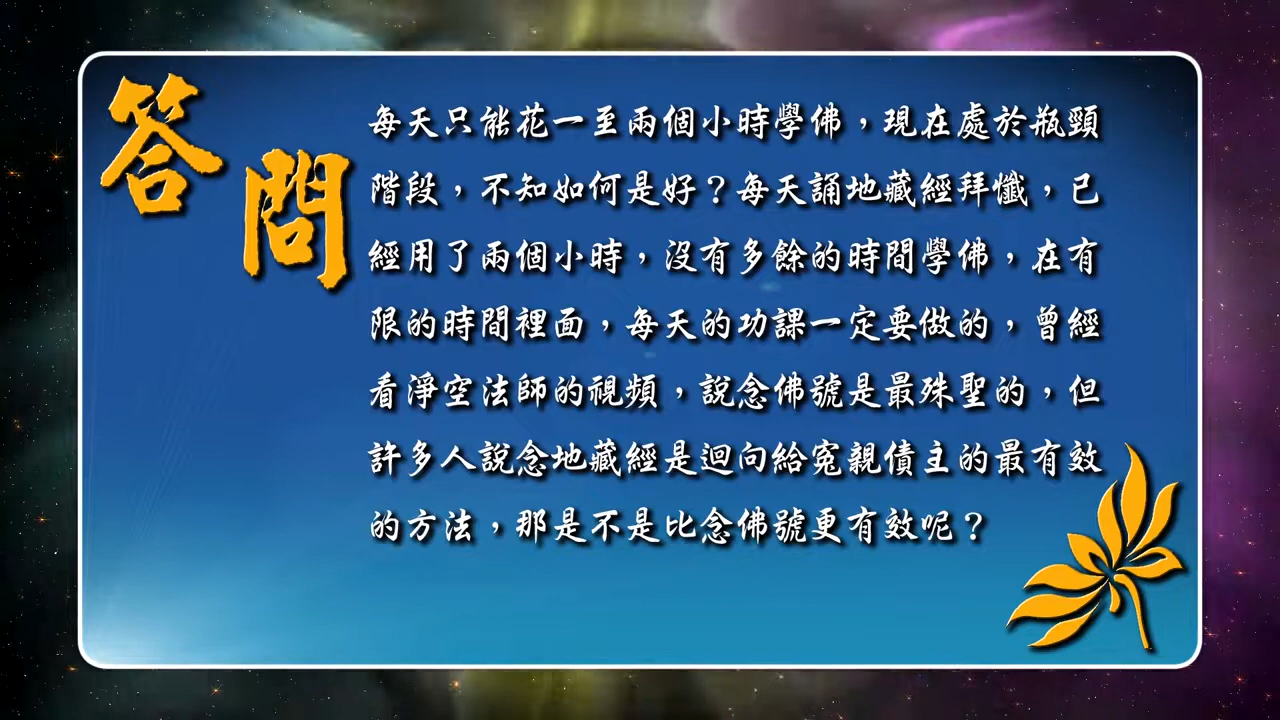 答問
每天只能花一至兩個小時學佛，現在處於瓶頸
階段，不知如何是好？每天誦地藏經拜懺，已
經用了兩個小時，沒有多餘的時間學佛，在有
限的時間裡面，每天的功課一定要做的，曾經
看淨空法師的視頻，說念佛號是最殊聖的，但
許多人說念地藏經是迴向給冤親債主的最有效
的方法，那是不是比念佛號更有效呢？